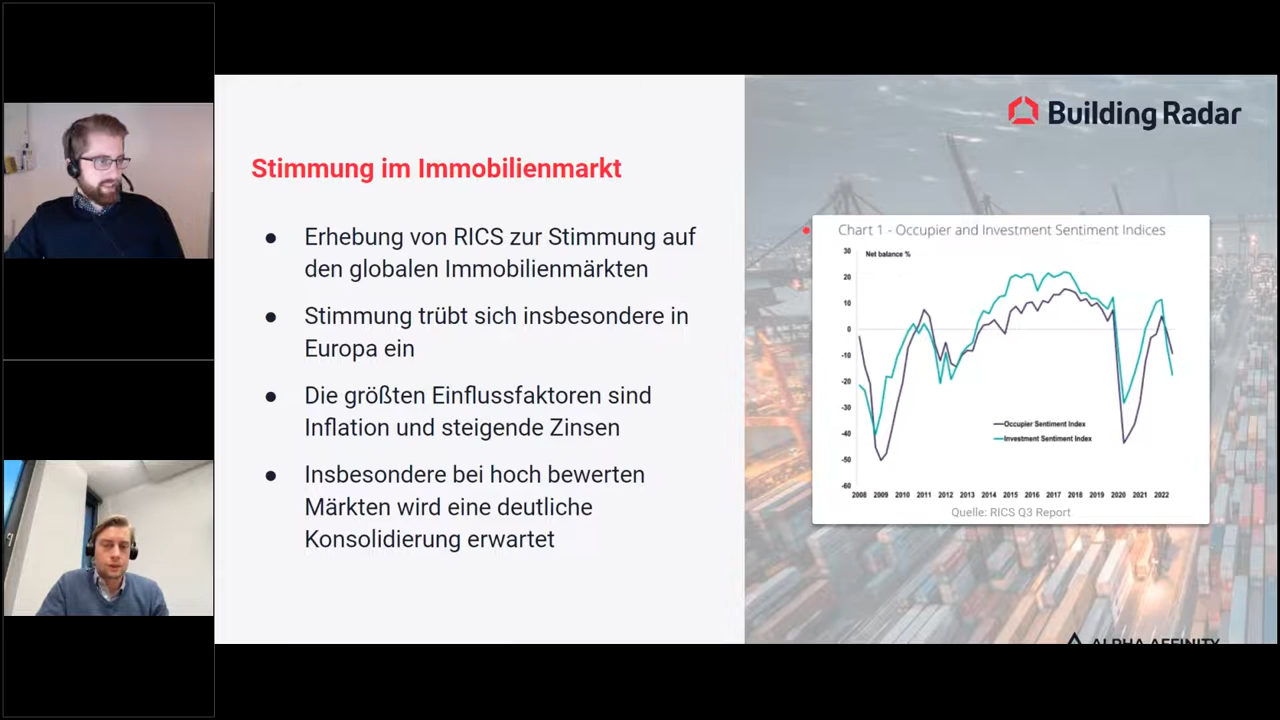 Building Radar
Stimmung im Immobilienmarkt
● Erhebung von RICS zur Stimmung auf
den globalen Immobilienmärkten
● Stimmung trübt sich insbesondere in
Europa ein
● Die größten Einflussfaktoren sind
Inflation und steigende Zinsen
● Insbesondere bei hoch bewerten
Märkten wird eine deutliche
Konsolidierung erwartet
Chart 1 - Occupier and Investment Sentiment Indices
Net balance %
30
20
10
0
-10
-20
-30
-40
-50
-60
Occupier Sentiment Index
Investment Sentiment Index
2008 2009 2010 2011 2012 2013 2014 2015 2016 2017 2018 2019 2020 2021 2022
Quelle: RICS Q3 Report
ALPHA AFFINITY